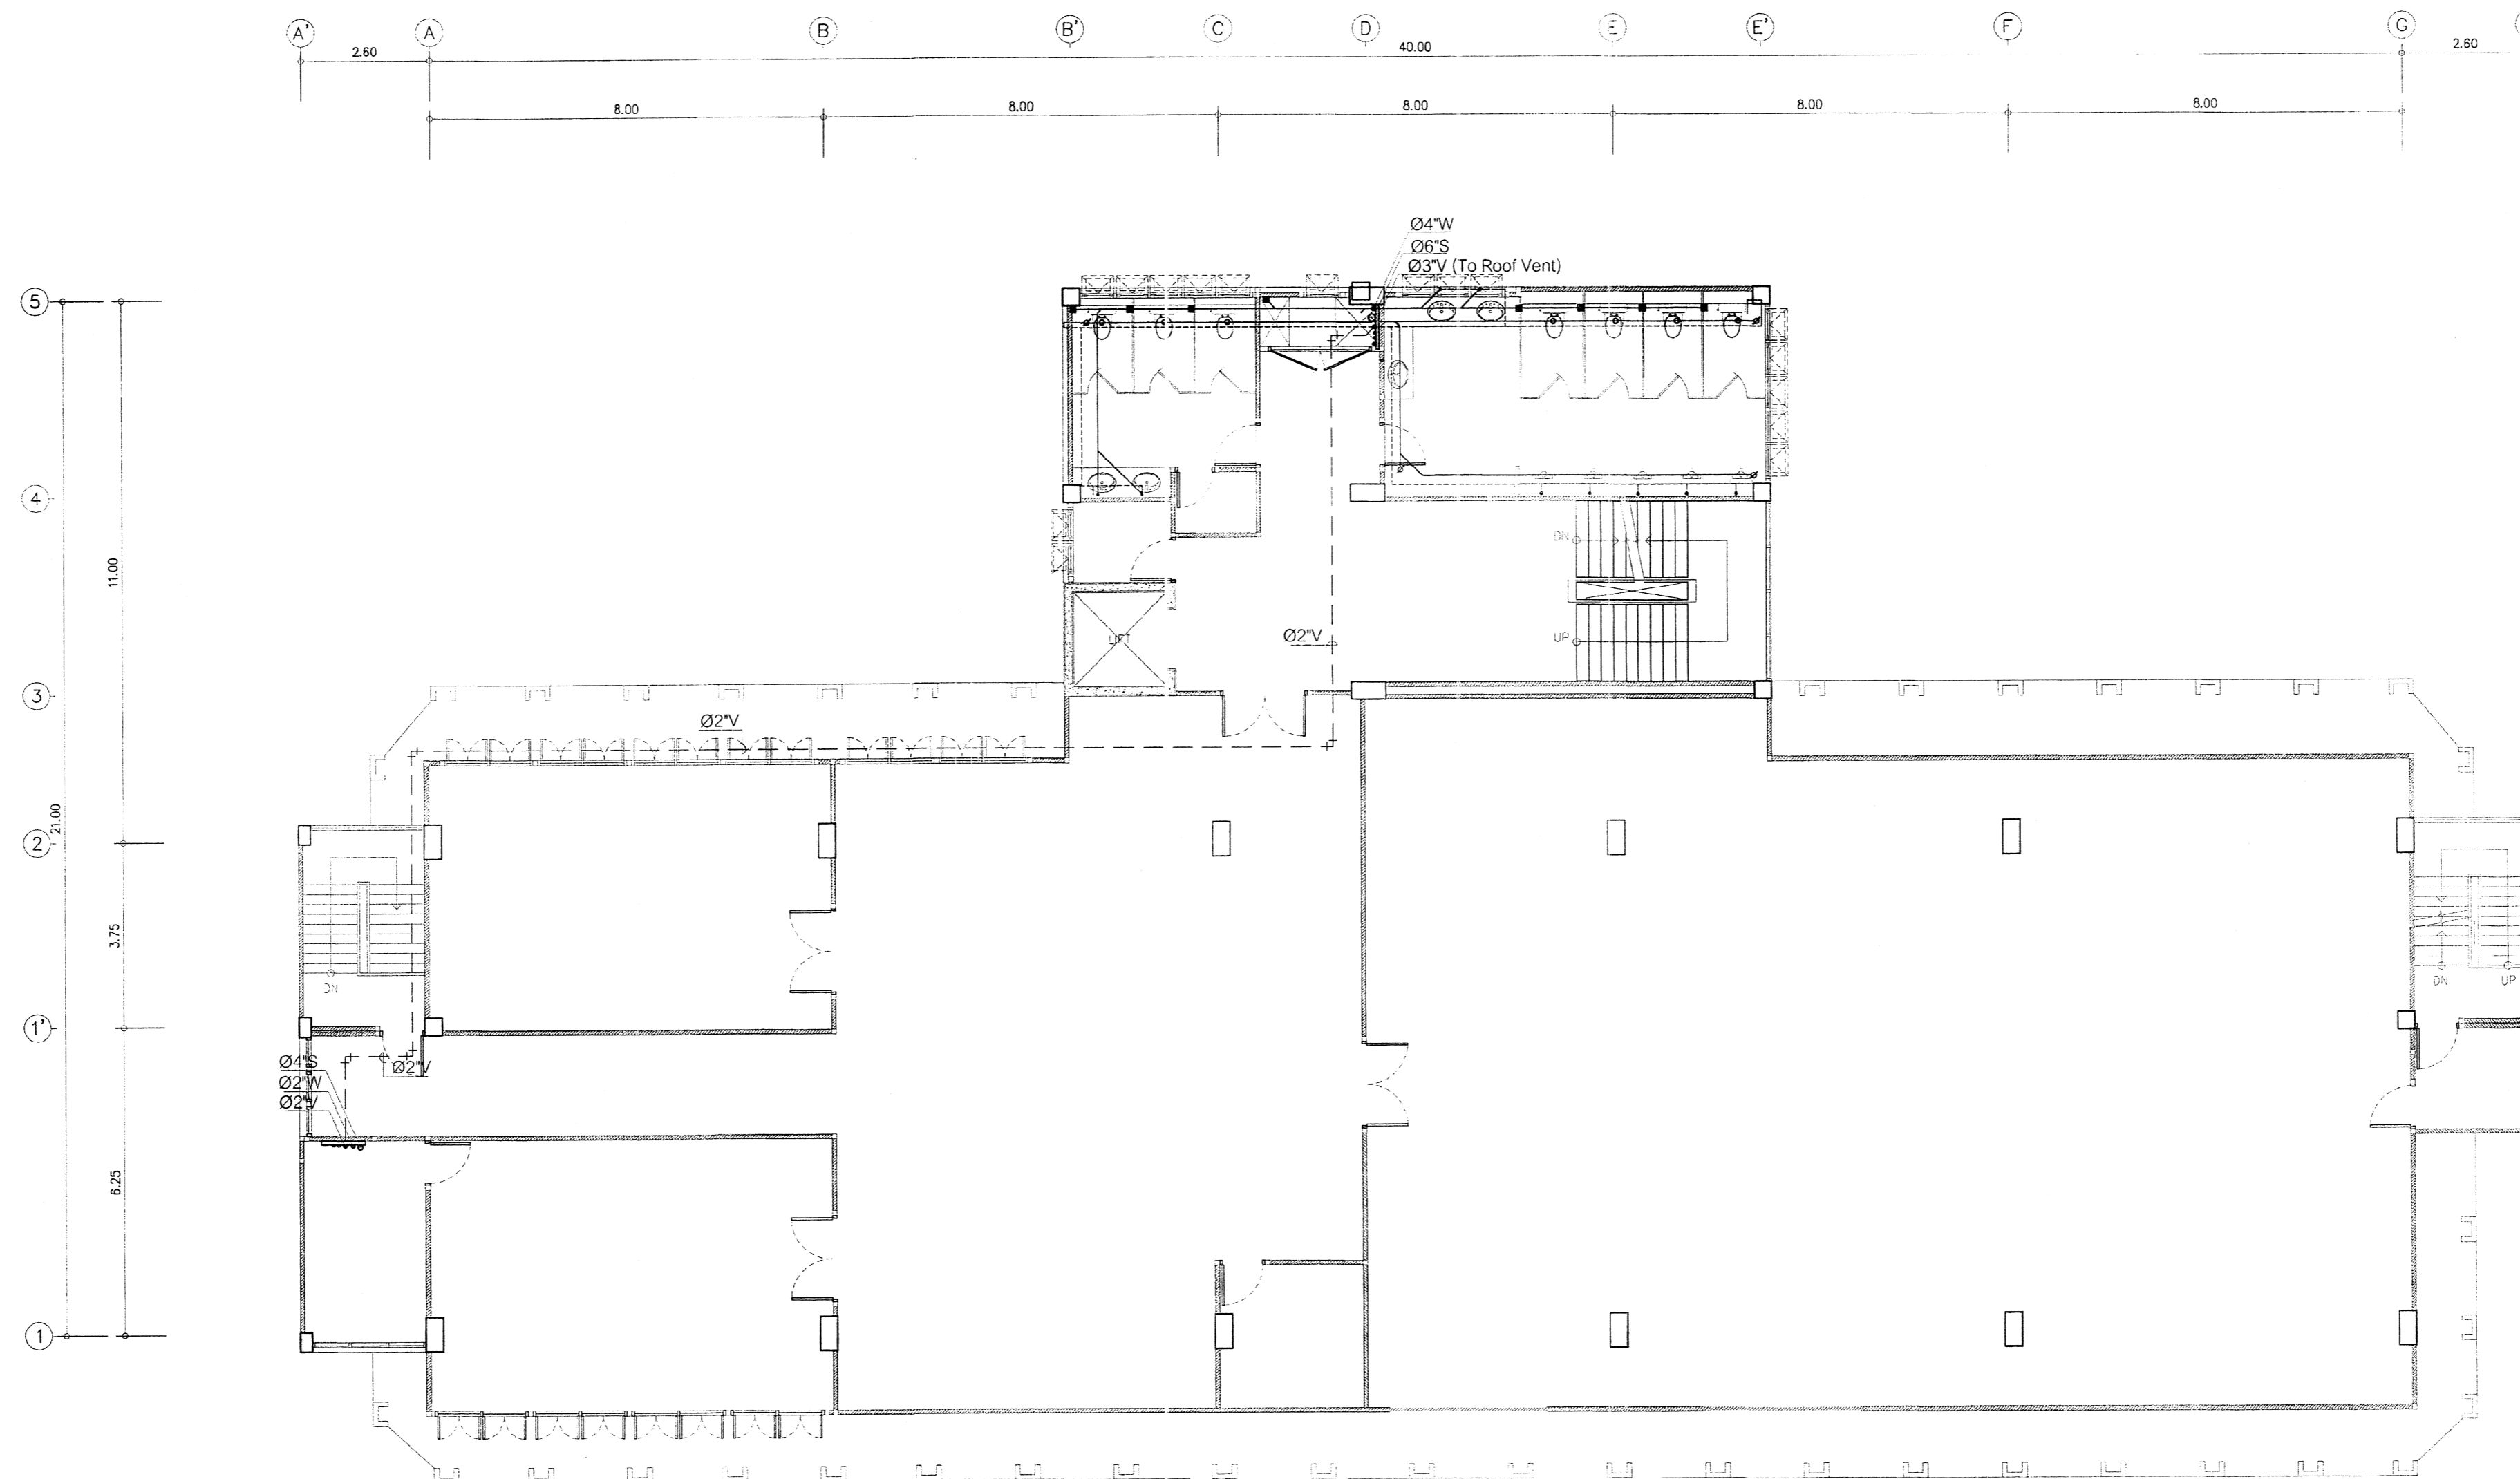 A' A B B' C D E E' F G
2.60 40.00 2.60
8.00 8.00 8.00 8.00 8.00
Ø4"W
Ø6"S
Ø3"V (To Roof Vent)
5
4
11.00
DN
UP
LIFT
Ø2"V
3
Ø2"V
21.00
2
3.75
DN
DN UP
1'
Ø4"S
Ø2"V
Ø2"W
Ø2"V
6.25
1